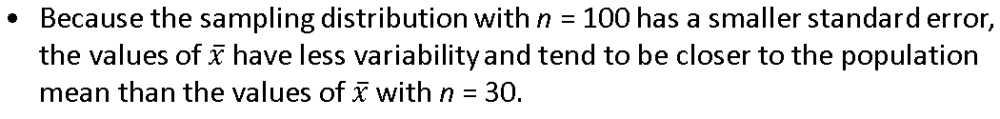 • Because the sampling distribution with n = 100 has a smaller standard error,
the values of x̄ have less variability and tend to be closer to the population
mean than the values of x̄ with n = 30.